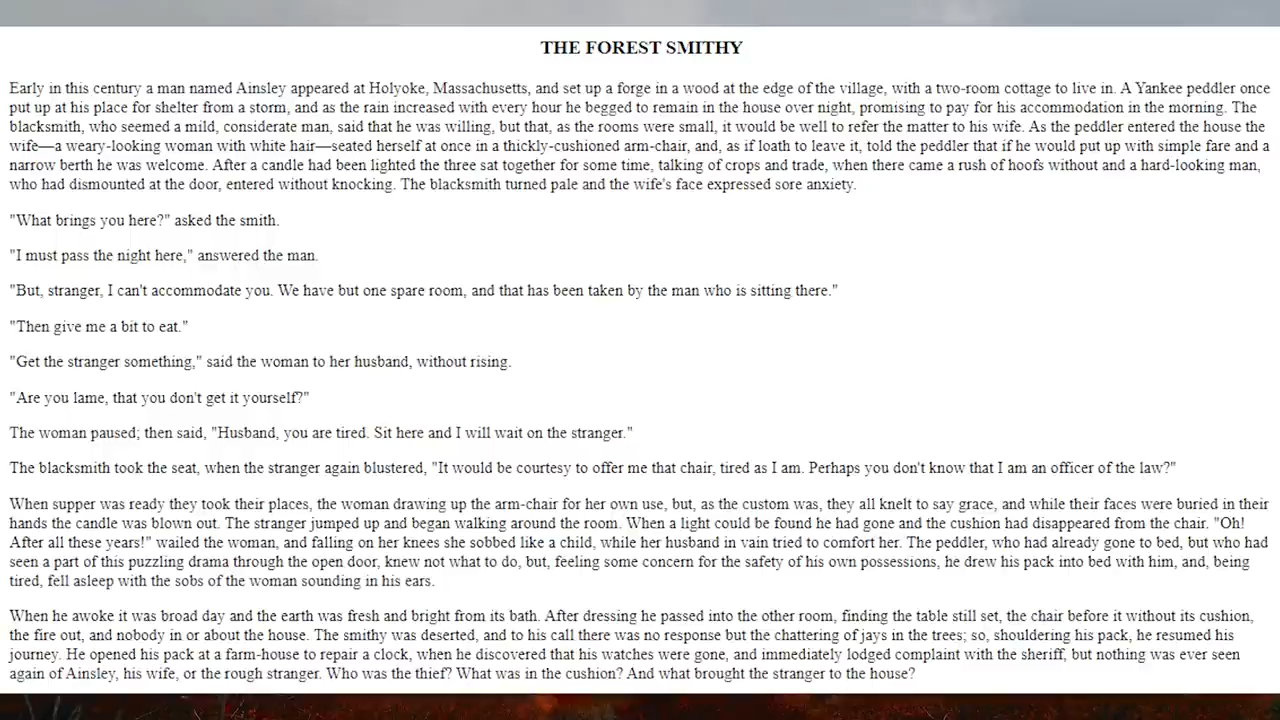 THE FOREST SMITHY
Early in this century a man named Ainsley appeared at Holyoke, Massachusetts, and set up a forge in a wood at the edge of the village, with a two-room cottage to live in. A Yankee peddler once
put up at his place for shelter from a storm, and as the rain increased with every hour he begged to remain in the house over night, promising to pay for his accommodation in the morning. The
blacksmith, who seemed a mild, considerate man, said that he was willing, but that, as the rooms were small, it would be well to refer the matter to his wife. As the peddler entered the house the
wife—a weary-looking woman with white hair—seated herself at once in a thickly-cushioned arm-chair, and, as if loath to leave it, told the peddler that if he would put up with simple fare and a
narrow berth he was welcome. After a candle had been lighted the three sat together for some time, talking of crops and trade, when there came a rush of hoofs without and a hard-looking man,
who had dismounted at the door, entered without knocking. The blacksmith turned pale and the wife's face expressed sore anxiety.
"What brings you here?" asked the smith.
"I must pass the night here," answered the man.
"But, stranger, I can't accommodate you. We have but one spare room, and that has been taken by the man who is sitting there."
"Then give me a bit to eat."
"Get the stranger something," said the woman to her husband, without rising.
"Are you lame, that you don't get it yourself?"
The woman paused; then said, "Husband, you are tired. Sit here and I will wait on the stranger."
The blacksmith took the seat, when the stranger again blustered, "It would be courtesy to offer me that chair, tired as I am. Perhaps you don't know that I am an officer of the law?"
When supper was ready they took their places, the woman drawing up the arm-chair for her own use, but, as the custom was, they all knelt to say grace, and while their faces were buried in their
hands the candle was blown out. The stranger jumped up and began walking around the room. When a light could be found he had gone and the cushion had disappeared from the chair. "Oh!
After all these years!" wailed the woman, and falling on her knees she sobbed like a child, while her husband in vain tried to comfort her. The peddler, who had already gone to bed, but who had
seen a part of this puzzling drama through the open door, knew not what to do, but, feeling some concern for the safety of his own possessions, he drew his pack into bed with him, and, being
tired, fell asleep with the sobs of the woman sounding in his ears.
When he awoke it was broad day and the earth was fresh and bright from its bath. After dressing he passed into the other room, finding the table still set, the chair before it without its cushion,
the fire out, and nobody in or about the house. The smithy was deserted, and to his call there was no response but the chattering of jays in the trees; so, shouldering his pack, he resumed his
journey. He opened his pack at a farm-house to repair a clock, when he discovered that his watches were gone, and immediately lodged complaint with the sheriff, but nothing was ever seen
again of Ainsley, his wife, or the rough stranger. Who was the thief? What was in the cushion? And what brought the stranger to the house?